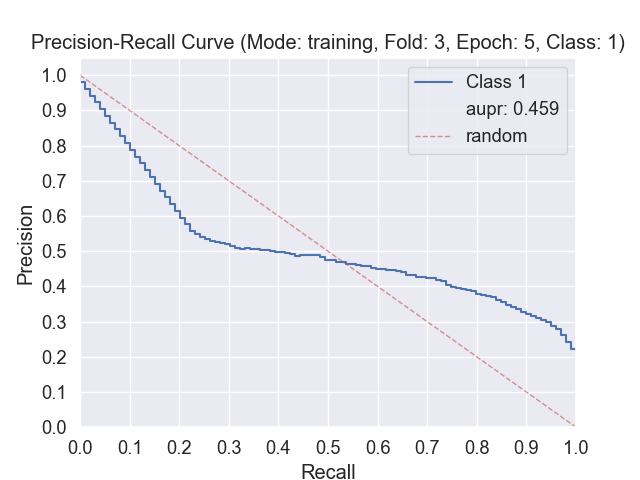 Precision-Recall Curve (Mode: training, Fold: 3, Epoch: 5, Class: 1)
Class 1
aupr: 0.459
random
Precision
1.0
0.9
0.8
0.7
0.6
0.5
0.4
0.3
0.2
0.1
0.0
0.0 0.1 0.2 0.3 0.4 0.5 0.6 0.7 0.8 0.9 1.0
Recall